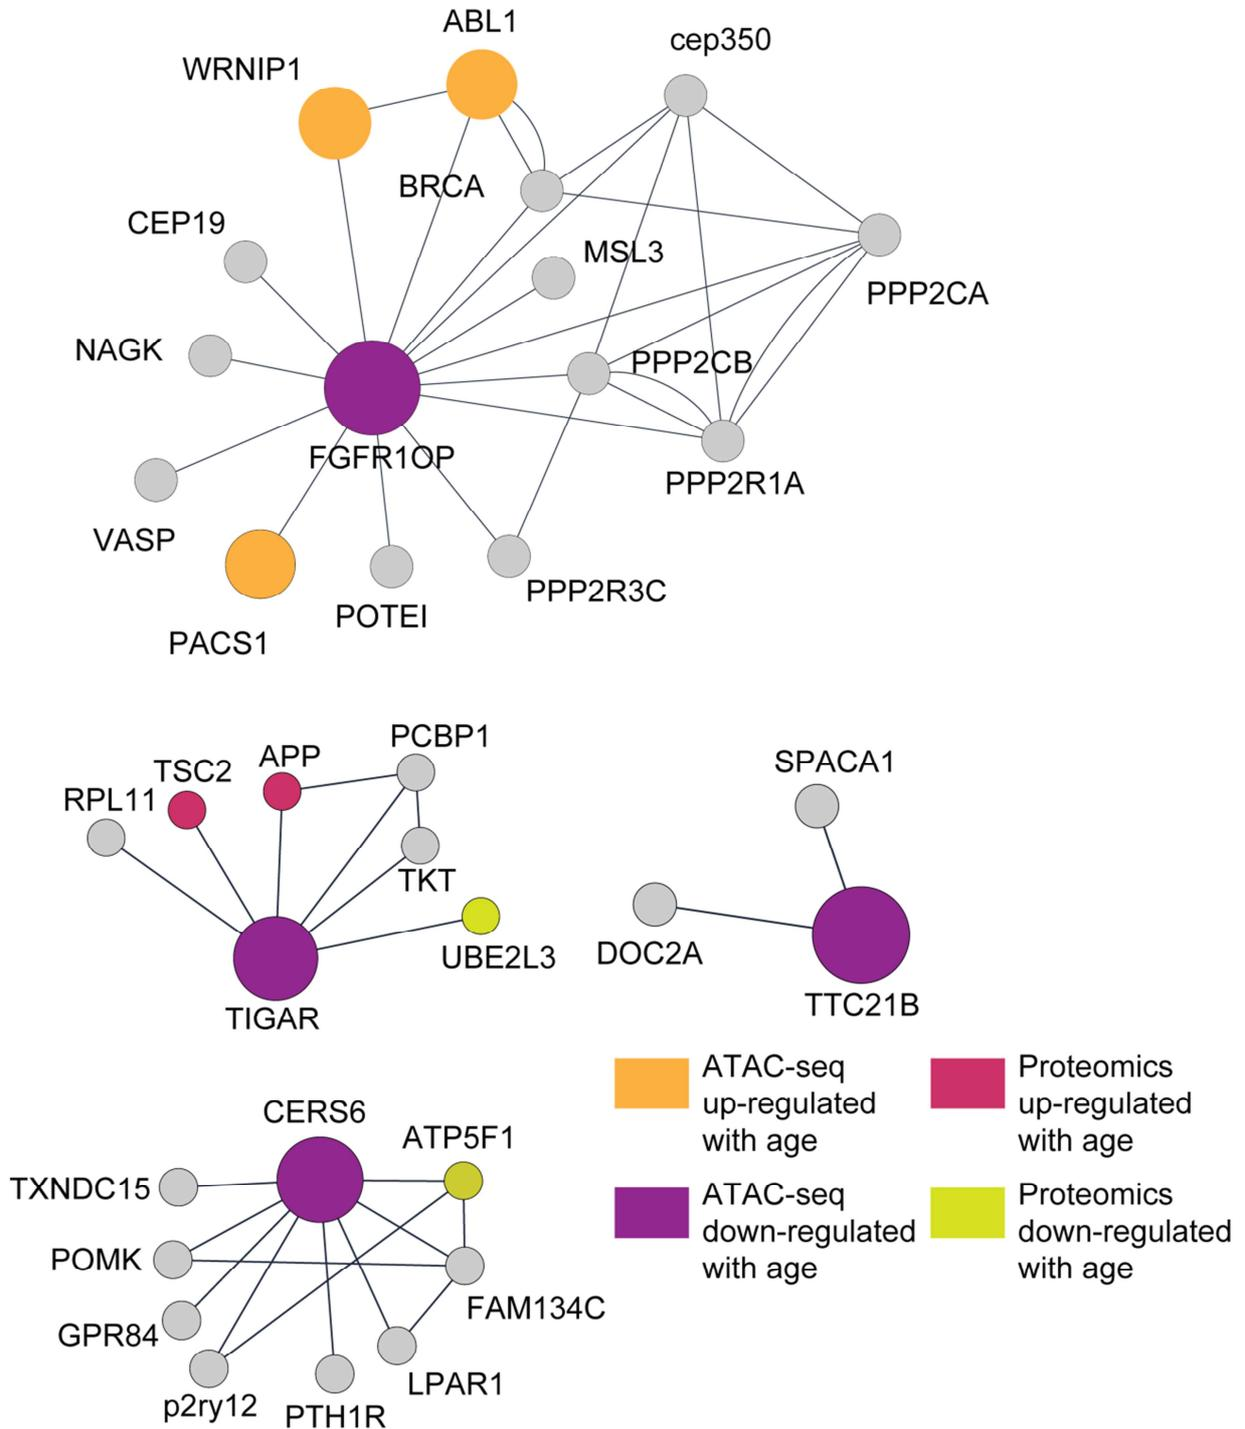 ABL1
cep350
WRNIP1
BRCA
CEP19
MSL3
PPP2CA
NAGK
PPP2CB
FGFR1OP
PPP2R1A
VASP
PPP2R3C
POTEI
PACS1
PCBP1
APP
TSC2
RPL11
SPACA1
TKT
UBE2L3
DOC2A
TIGAR
TTC21B
ATAC-seq
up-regulated
with age
Proteomics
up-regulated
with age
ATAC-seq
down-regulated
with age
Proteomics
down-regulated
with age
CERS6
ATP5F1
TXNDC15
POMK
FAM134C
GPR84
LPAR1
p2ry12
PTH1R